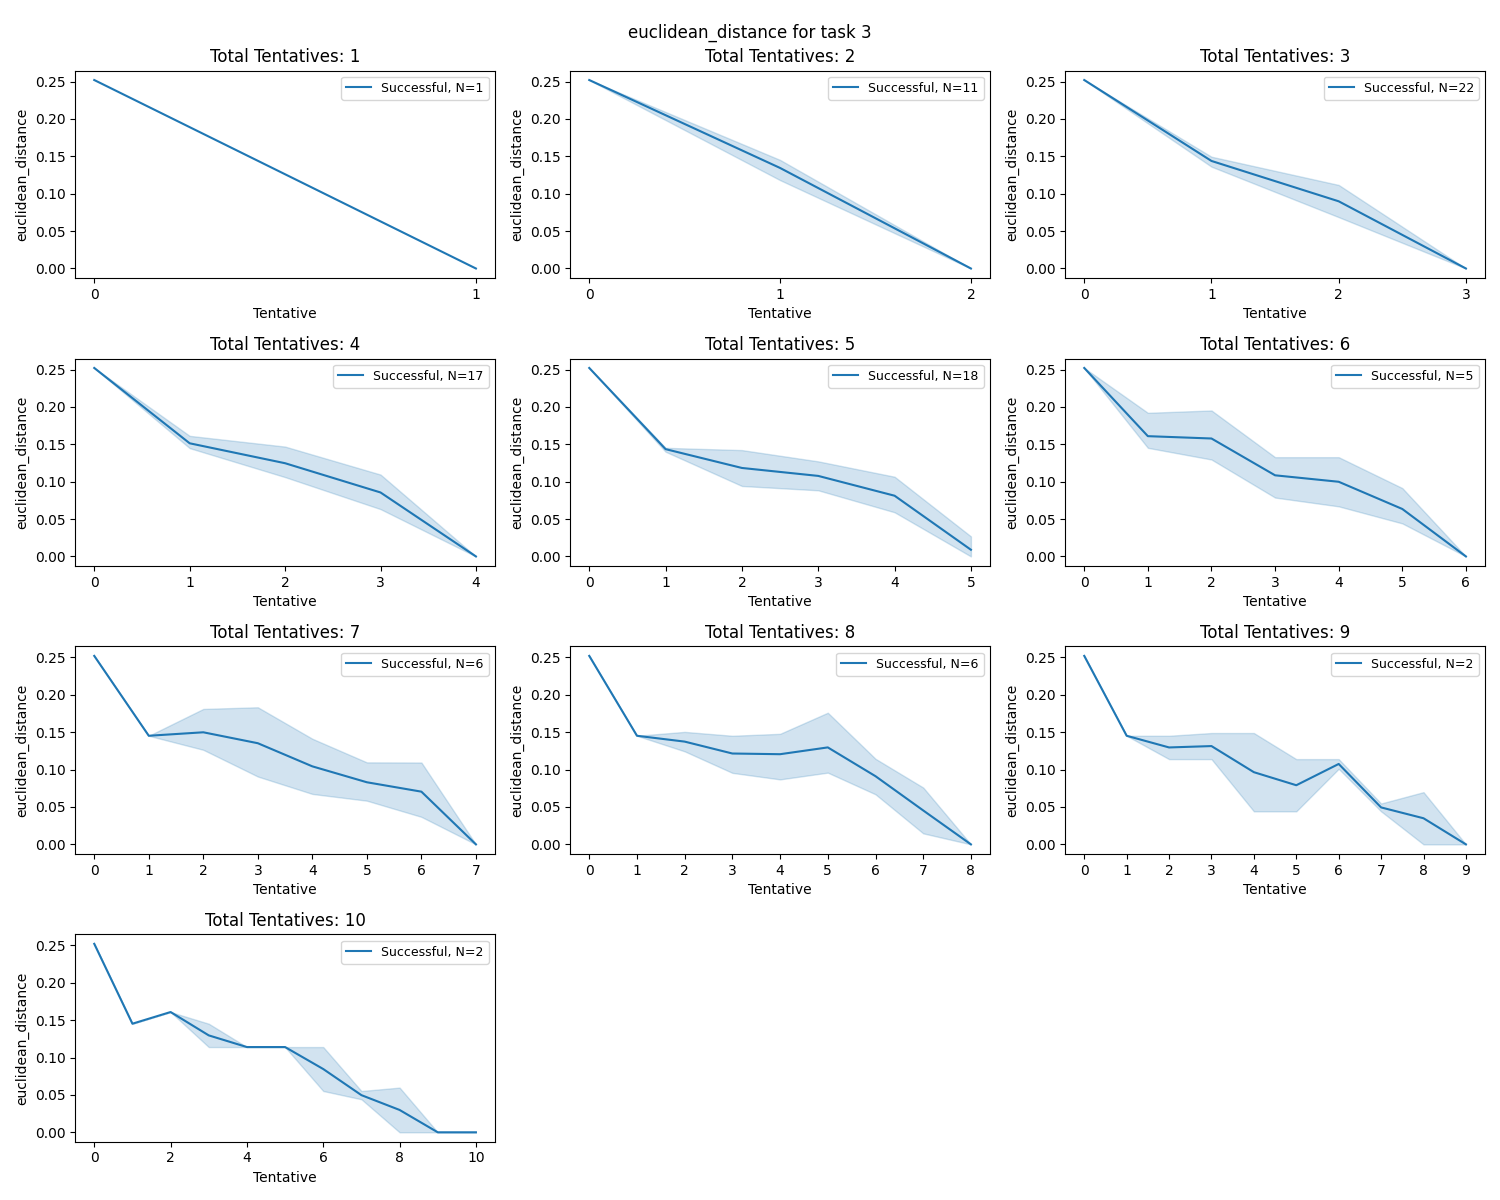 euclidean_distance for task 3
Total Tentatives: 1
Successful, N=1
euclidean_distance
0.25
0.20
0.15
0.10
0.05
0.00
0 1
Tentative
Total Tentatives: 2
Successful, N=11
euclidean_distance
0.25
0.20
0.15
0.10
0.05
0.00
0 1 2
Tentative
Total Tentatives: 3
Successful, N=22
euclidean_distance
0.25
0.20
0.15
0.10
0.05
0.00
0 1 2 3
Tentative
Total Tentatives: 4
Successful, N=17
euclidean_distance
0.25
0.20
0.15
0.10
0.05
0.00
0 1 2 3 4
Tentative
Total Tentatives: 5
Successful, N=18
euclidean_distance
0.25
0.20
0.15
0.10
0.05
0.00
0 1 2 3 4 5
Tentative
Total Tentatives: 6
Successful, N=5
euclidean_distance
0.25
0.20
0.15
0.10
0.05
0.00
0 1 2 3 4 5 6
Tentative
Total Tentatives: 7
Successful, N=6
euclidean_distance
0.25
0.20
0.15
0.10
0.05
0.00
0 1 2 3 4 5 6 7
Tentative
Total Tentatives: 8
Successful, N=6
euclidean_distance
0.25
0.20
0.15
0.10
0.05
0.00
0 1 2 3 4 5 6 7 8
Tentative
Total Tentatives: 9
Successful, N=2
euclidean_distance
0.25
0.20
0.15
0.10
0.05
0.00
0 1 2 3 4 5 6 7 8 9
Tentative
Total Tentatives: 10
Successful, N=2
euclidean_distance
0.25
0.20
0.15
0.10
0.05
0.00
0 2 4 6 8 10
Tentative